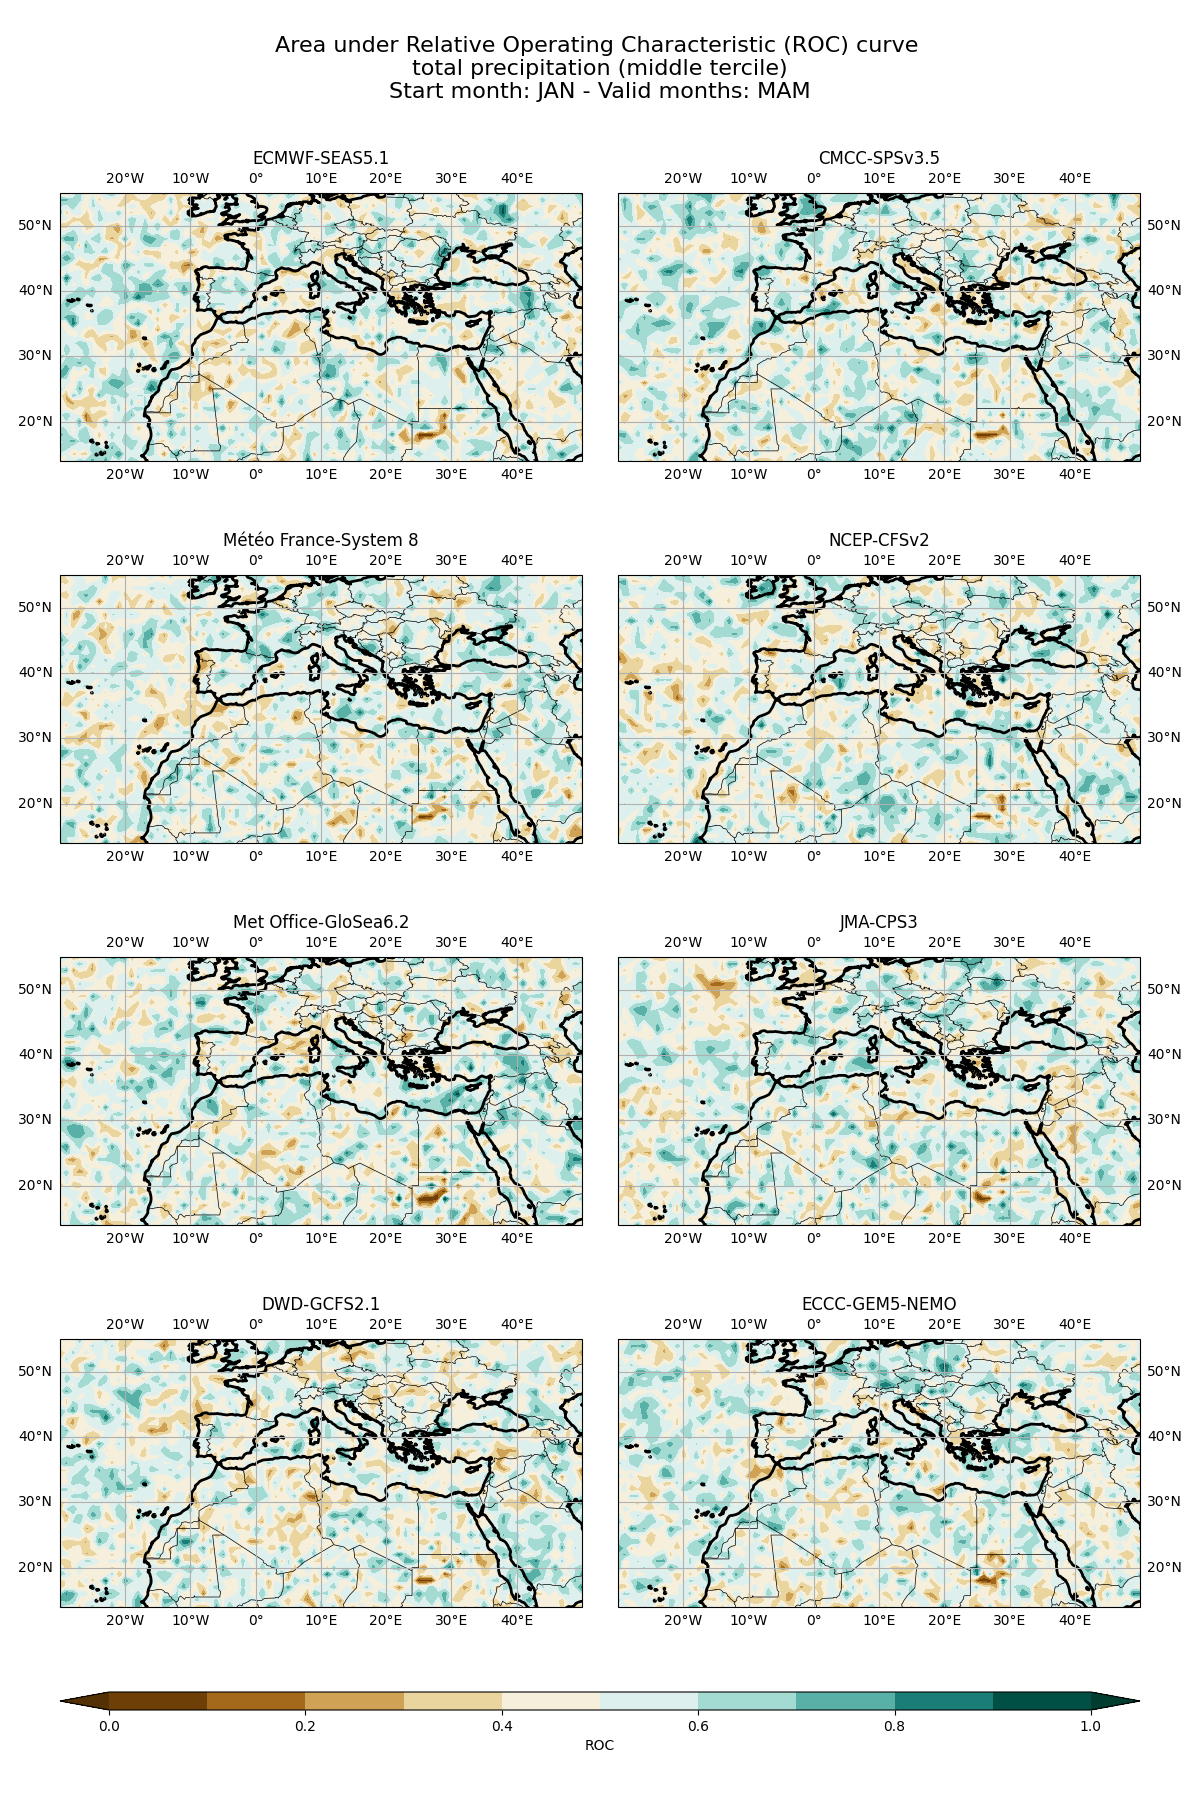 Area under Relative Operating Characteristic (ROC) curve
total precipitation (middle tercile)
Start month: JAN - Valid months: MAM
ECMWF-SEAS5.1
20°W 10°W 0° 10°E 20°E 30°E 40°E
50°N
40°N
30°N
20°N
20°W 10°W 0° 10°E 20°E 30°E 40°E
CMCC-SPSv3.5
20°W 10°W 0° 10°E 20°E 30°E 40°E
50°N
40°N
30°N
20°N
20°W 10°W 0° 10°E 20°E 30°E 40°E
Météo France-System 8
20°W 10°W 0° 10°E 20°E 30°E 40°E
50°N
40°N
30°N
20°N
20°W 10°W 0° 10°E 20°E 30°E 40°E
NCEP-CFSv2
20°W 10°W 0° 10°E 20°E 30°E 40°E
50°N
40°N
30°N
20°N
20°W 10°W 0° 10°E 20°E 30°E 40°E
Met Office-GloSea6.2
20°W 10°W 0° 10°E 20°E 30°E 40°E
50°N
40°N
30°N
20°N
20°W 10°W 0° 10°E 20°E 30°E 40°E
JMA-CPS3
20°W 10°W 0° 10°E 20°E 30°E 40°E
50°N
40°N
30°N
20°N
20°W 10°W 0° 10°E 20°E 30°E 40°E
DWD-GCFS2.1
20°W 10°W 0° 10°E 20°E 30°E 40°E
50°N
40°N
30°N
20°N
20°W 10°W 0° 10°E 20°E 30°E 40°E
ECCC-GEM5-NEMO
20°W 10°W 0° 10°E 20°E 30°E 40°E
50°N
40°N
30°N
20°N
20°W 10°W 0° 10°E 20°E 30°E 40°E
0.0 0.2 0.4 0.6 0.8 1.0
ROC